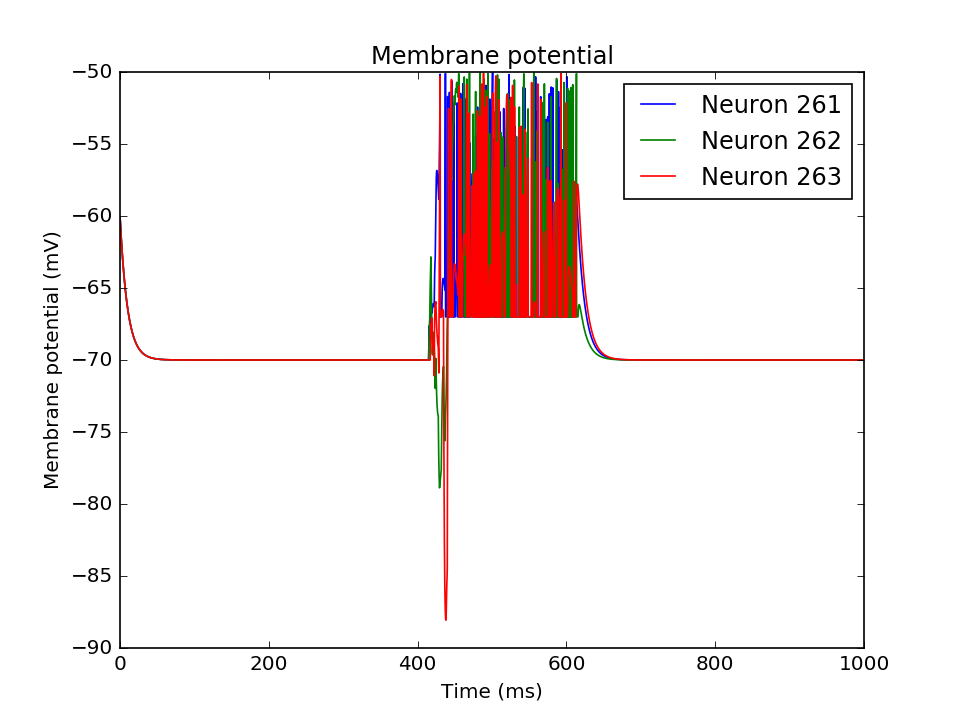 Membrane potential
−50
−55
−60
−65
−70
−75
−80
−85
−90
Membrane potential (mV)
Neuron 261
Neuron 262
Neuron 263
0 200 400 600 800 1000
Time (ms)